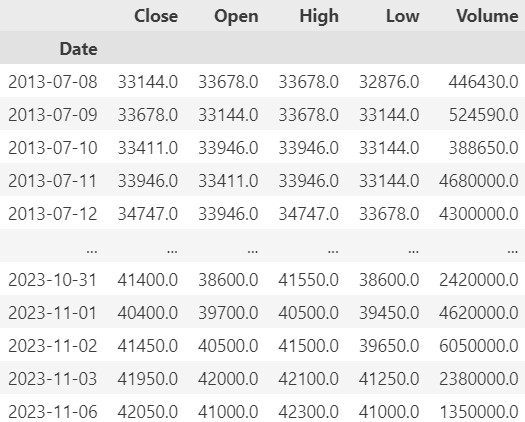 Close Open High Low Volume
Date
2013-07-08 33144.0 33678.0 33678.0 32876.0 446430.0
2013-07-09 33678.0 33144.0 33678.0 33144.0 524590.0
2013-07-10 33411.0 33946.0 33946.0 33144.0 388650.0
2013-07-11 33946.0 33411.0 33946.0 33144.0 4680000.0
2013-07-12 34747.0 33946.0 34747.0 33678.0 4300000.0
... ... ... ... ... ...
2023-10-31 41400.0 38600.0 41550.0 38600.0 2420000.0
2023-11-01 40400.0 39700.0 40500.0 39450.0 4620000.0
2023-11-02 41450.0 40500.0 41500.0 39650.0 6050000.0
2023-11-03 41950.0 42000.0 42100.0 41250.0 2380000.0
2023-11-06 42050.0 41000.0 42300.0 41000.0 1350000.0